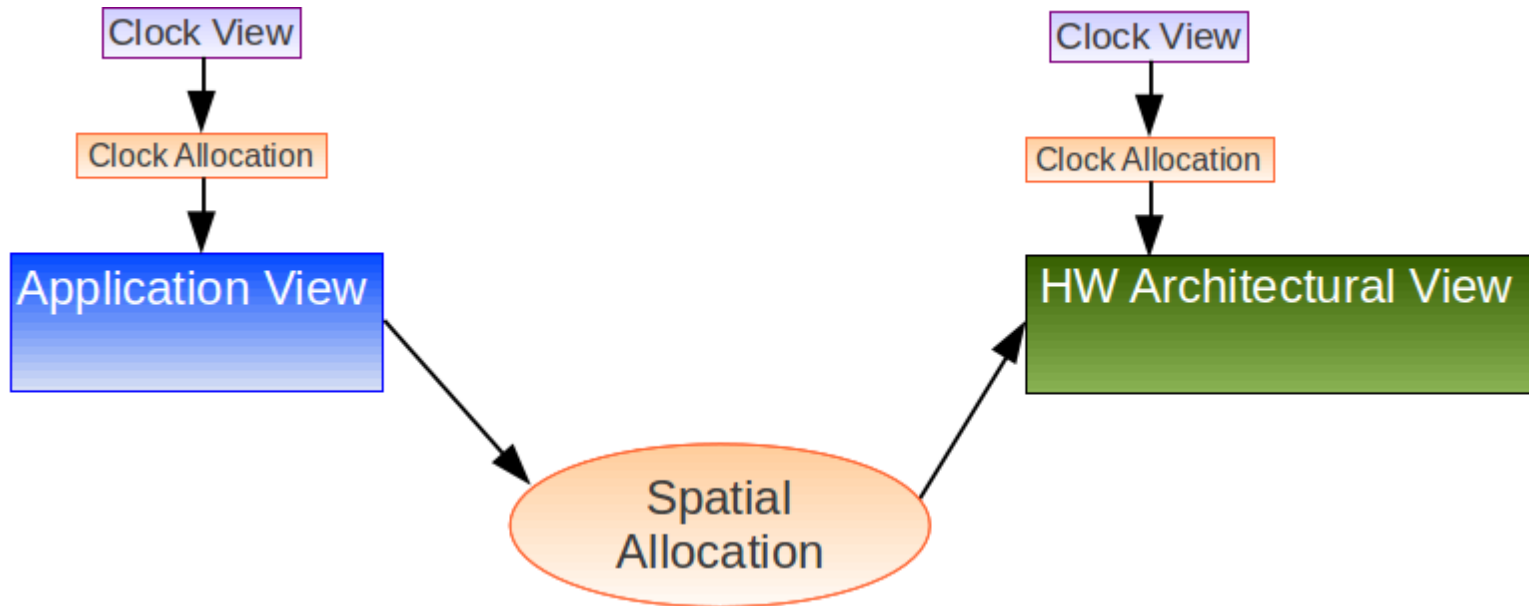 Clock View
Clock Allocation
Application View
Clock View
Clock Allocation
HW Architectural View
Spatial
Allocation